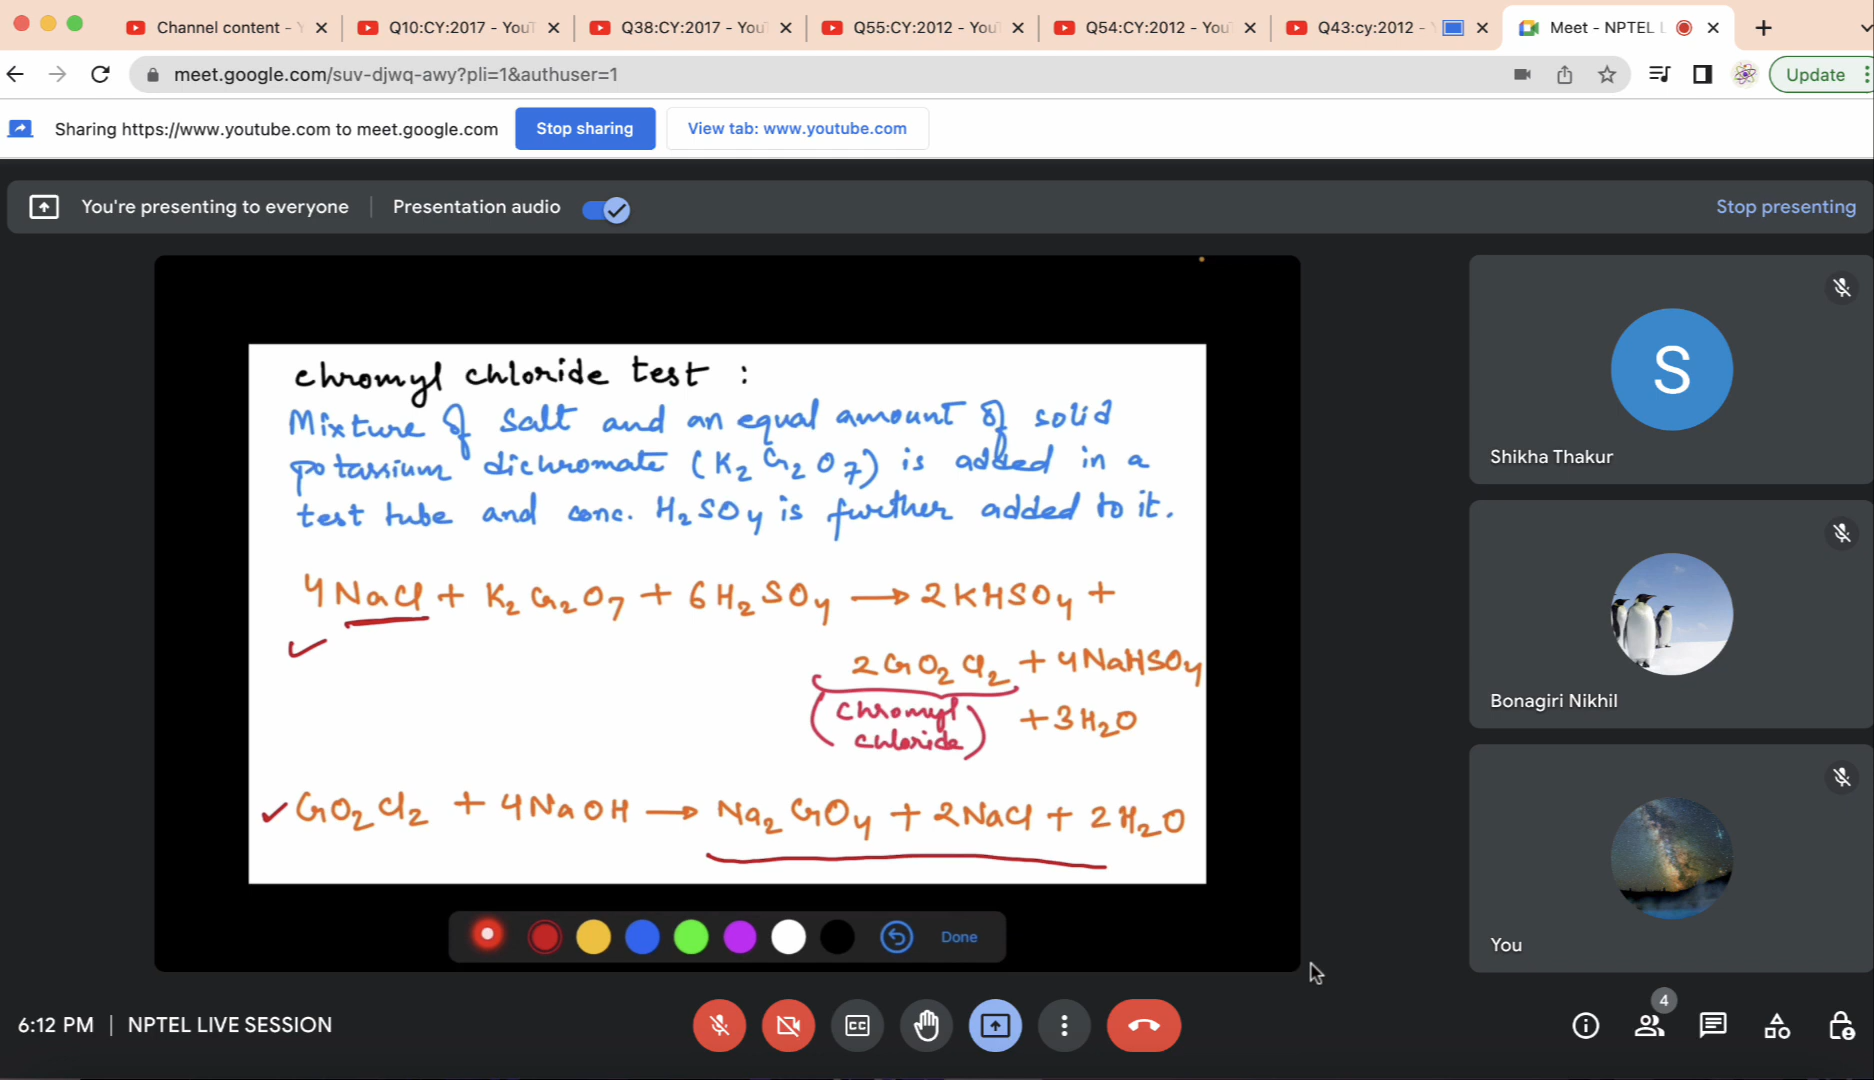 Channel content - Y
Q10:CY:2017 - YouT
Q38:CY:2017 - YouT
Q55:CY:2012 - YouT
Q54:CY:2012 - YouT
Q43:cy:2012 -
Meet - NPTEL L
meet.google.com/suv-djwq-awy?pli=1&authuser=1
Update
Sharing https://www.youtube.com to meet.google.com
Stop sharing
View tab: www.youtube.com
You're presenting to everyone
Presentation audio
Stop presenting
chromyl chloride test :
Mixture of salt and an equal amount of solid
potassium dichromate (K₂Cr₂O₇) is added in a
test tube and conc. H₂SO₄ is further added to it.
4NaCl + K₂Cr₂O₇ + 6H₂SO₄ → 2KHSO₄ +
2CrO₂Cl₂ + 4NaHSO₄
(chromyl
chloride)
+ 3H₂O
CrO₂Cl₂ + 4NaOH → Na₂CrO₄ + 2NaCl + 2H₂O
Done
S
Shikha Thakur
Bonagiri Nikhil
You
6:12 PM | NPTEL LIVE SESSION
CC
4